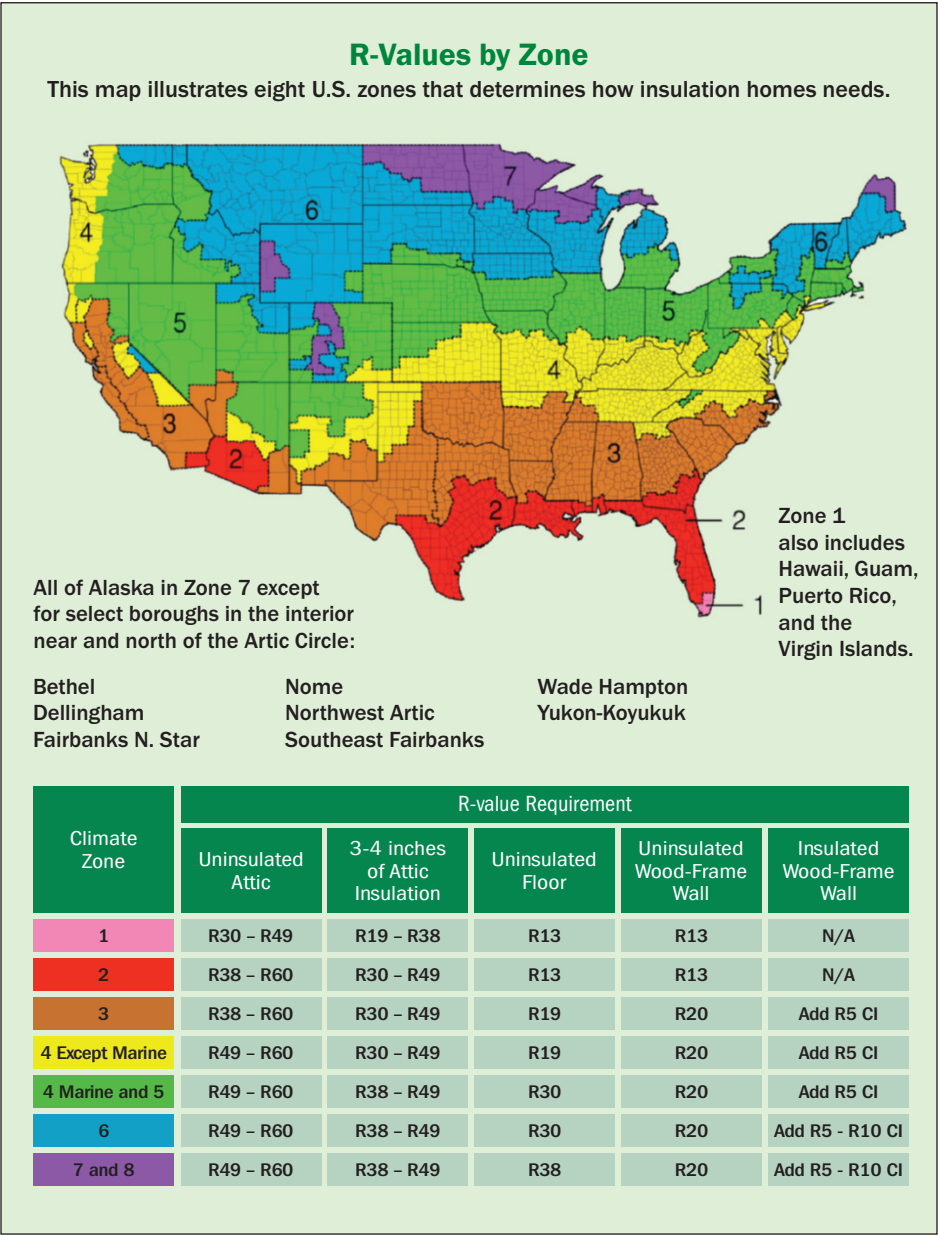 R-Values by Zone
This map illustrates eight U.S. zones that determines how insulation homes needs.
7
6
4
6
5
5
4
3
3
2
2
2
1
Zone 1
also includes
Hawaii, Guam,
Puerto Rico,
and the
Virgin Islands.
All of Alaska in Zone 7 except
for select boroughs in the interior
near and north of the Artic Circle:
Bethel
Dellingham
Fairbanks N. Star
Nome
Northwest Artic
Southeast Fairbanks
Wade Hampton
Yukon-Koyukuk
Climate
Zone
R-value Requirement
Uninsulated
Attic
3-4 inches
of Attic
Insulation
Uninsulated
Floor
Uninsulated
Wood-Frame
Wall
Insulated
Wood-Frame
Wall
1 R30 – R49 R19 – R38 R13 R13 N/A
2 R38 – R60 R30 – R49 R13 R13 N/A
3 R38 – R60 R30 – R49 R19 R20 Add R5 CI
4 Except Marine R49 – R60 R30 – R49 R19 R20 Add R5 CI
4 Marine and 5 R49 – R60 R38 – R49 R30 R20 Add R5 CI
6 R49 – R60 R38 – R49 R30 R20 Add R5 - R10 CI
7 and 8 R49 – R60 R38 – R49 R38 R20 Add R5 - R10 CI